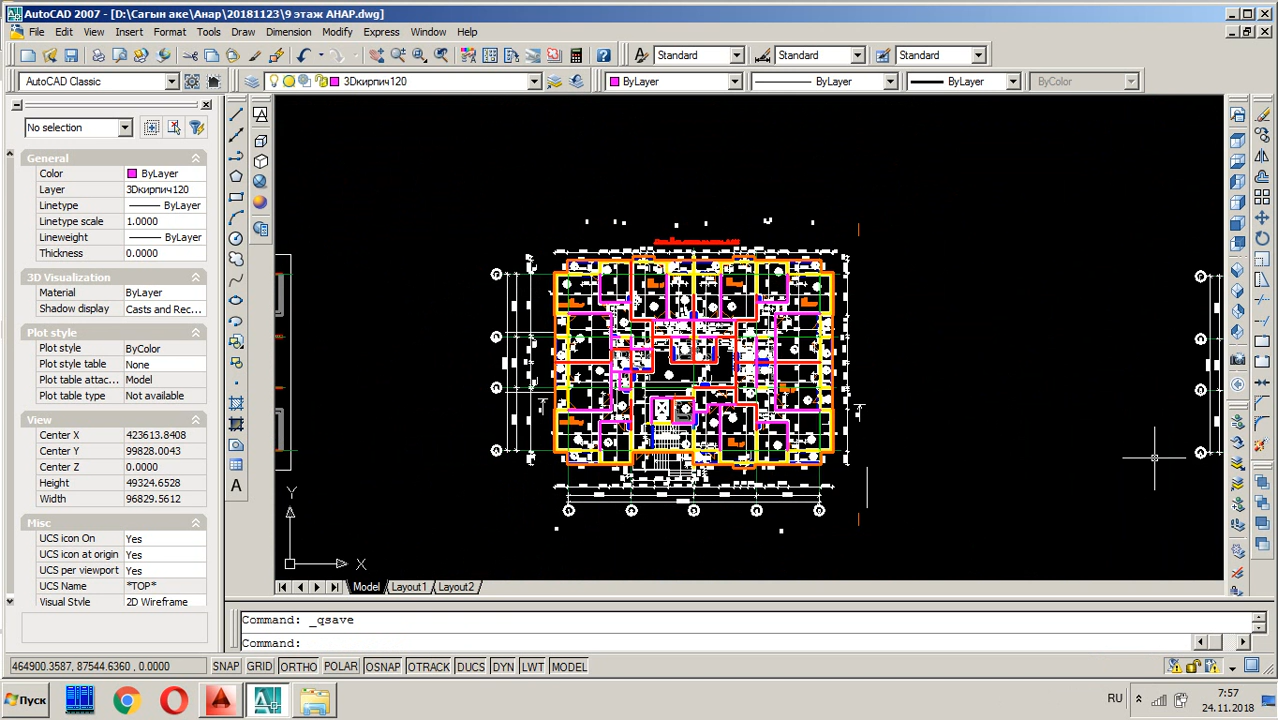 AutoCAD 2007 - [D:\Сагын аке\Анар\20181123\9 этаж АНАР.dwg]
File Edit View Insert Format Tools Draw Dimension Modify Express Window Help
Standard Standard Standard
AutoCAD Classic 3Dкирпич120 ByLayer ByLayer ByLayer ByColor
No selection
General
Color ByLayer
Layer 3Dкирпич120
Linetype ByLayer
Linetype scale 1.0000
Lineweight ByLayer
Thickness 0.0000
3D Visualization
Material ByLayer
Shadow display Casts and Rec...
Plot style
Plot style ByColor
Plot style table None
Plot table attac... Model
Plot table type Not available
View
Center X 423613.8408
Center Y 99828.0043
Center Z 0.0000
Height 49324.6528
Width 96829.5612
Misc
UCS icon On Yes
UCS icon at origin Yes
UCS per viewport Yes
UCS Name *TOP*
Visual Style 2D Wireframe
A
Y
X
Model Layout1 Layout2
Command: _qsave
Command:
464900.3587, 87544.6360 , 0.0000 SNAP GRID ORTHO POLAR OSNAP OTRACK DUCS DYN LWT MODEL
Пуск RU 7:57
24.11.2018